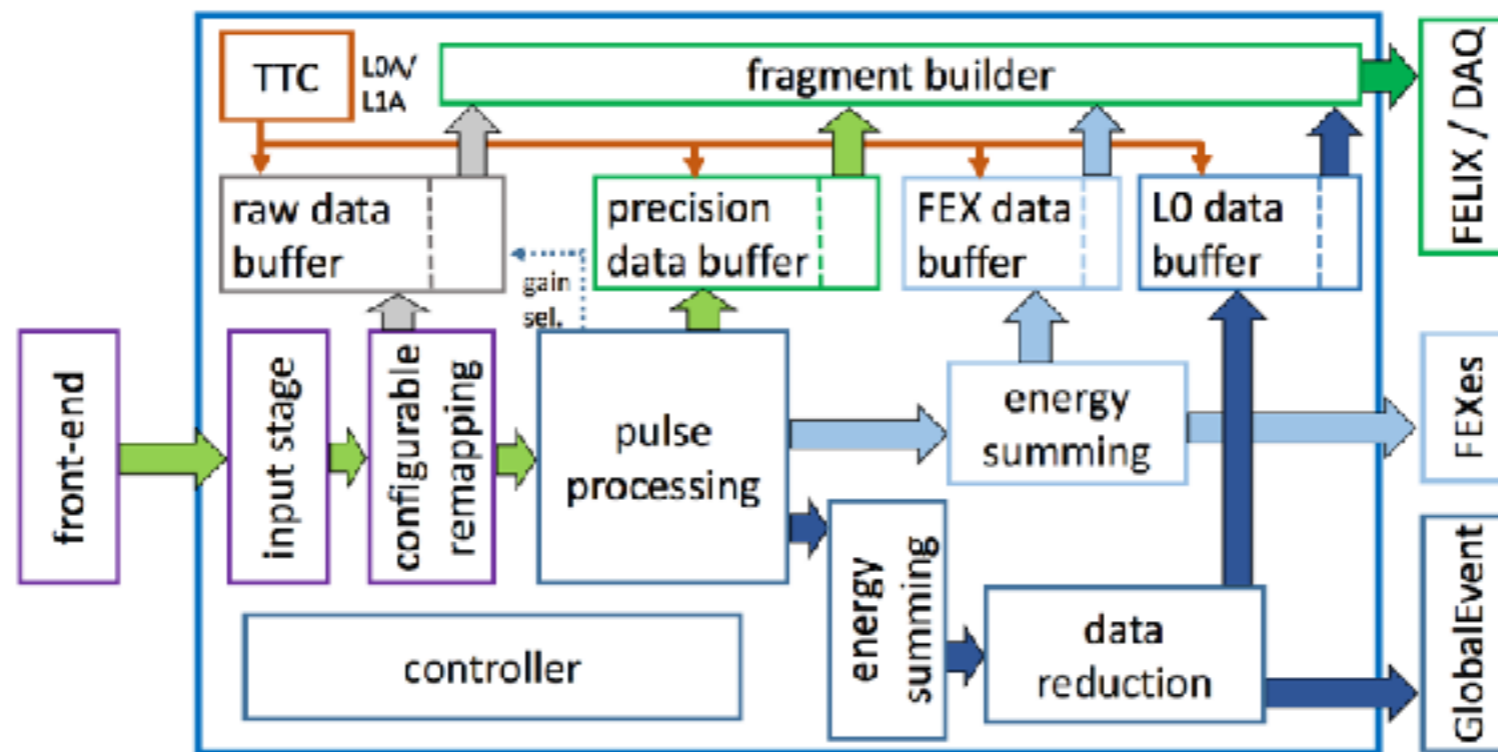 TTC
L0A/
L1A
fragment builder
FELIX / DAQ
raw data
buffer
precision
data buffer
FEX data
buffer
L0 data
buffer
gain
sel.
front-end
input stage
configurable
remapping
pulse
processing
energy
summing
FEXes
energy
summing
data
reduction
GlobalEvent
controller